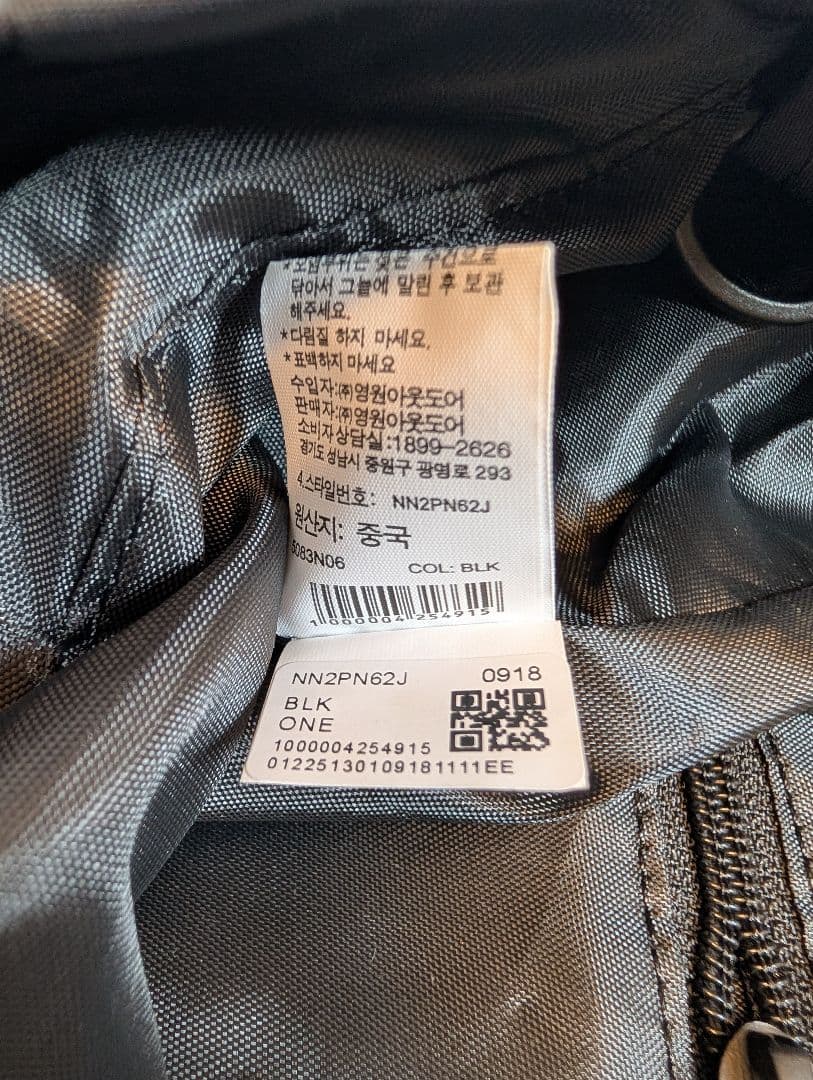 닦아서 그늘에 말린 후 보관
해주세요.
*다림질 하지 마세요.
*표백하지 마세요
수입자:㈜영원아웃도어
판매자:㈜영원아웃도어
소비자상담실:1899-2626
경기도 성남시 중원구 광명로 293
4.스타일번호: NN2PN62J
원산지: 중국
5083N06 COL: BLK
1000004254915
NN2PN62J 0918
BLK
ONE
1000004254915
01225130109181111EE